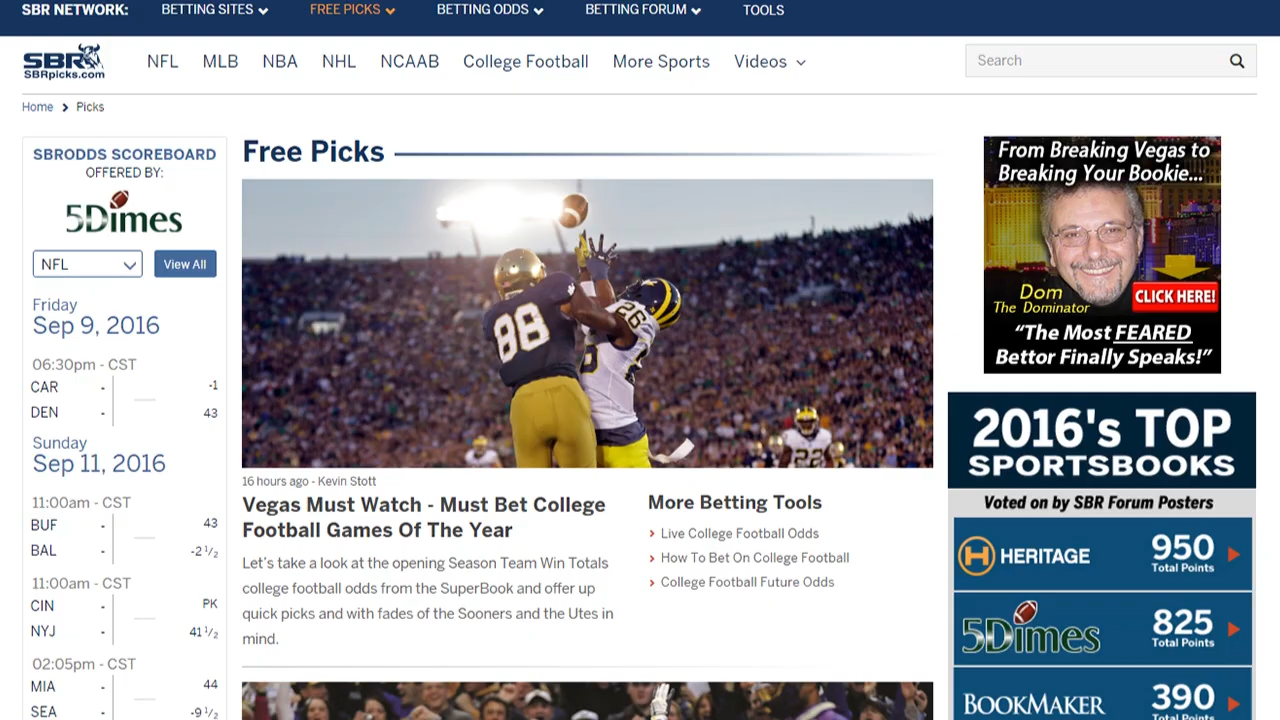 SBR NETWORK: BETTING SITES FREE PICKS BETTING ODDS BETTING FORUM TOOLS
SBR
SBRpicks.com
NFL MLB NBA NHL NCAAB College Football More Sports Videos
Search
Home Picks
SBRODDS SCOREBOARD
OFFERED BY:
5Dimes
NFL View All
Friday
Sep 9, 2016
06:30pm - CST
CAR - -1
DEN - 43
Sunday
Sep 11, 2016
11:00am - CST
BUF - 43
BAL - -2 1/2
11:00am - CST
CIN - PK
NYJ - 41 1/2
02:05pm - CST
MIA - 44
SEA - -9 1/2
Free Picks
88
26
22
16 hours ago - Kevin Stott
Vegas Must Watch - Must Bet College
Football Games Of The Year
Let's take a look at the opening Season Team Win Totals
college football odds from the SuperBook and offer up
quick picks and with fades of the Sooners and the Utes in
mind.
More Betting Tools
Live College Football Odds
How To Bet On College Football
College Football Future Odds
From Breaking Vegas to
Breaking Your Bookie...
Dom
The Dominator
CLICK HERE!
“The Most FEARED
Bettor Finally Speaks!”
2016's TOP
SPORTSBOOKS
Voted on by SBR Forum Posters
H HERITAGE 950
Total Points
5Dimes 825
Total Points
BOOKMAKER 390
Total Points